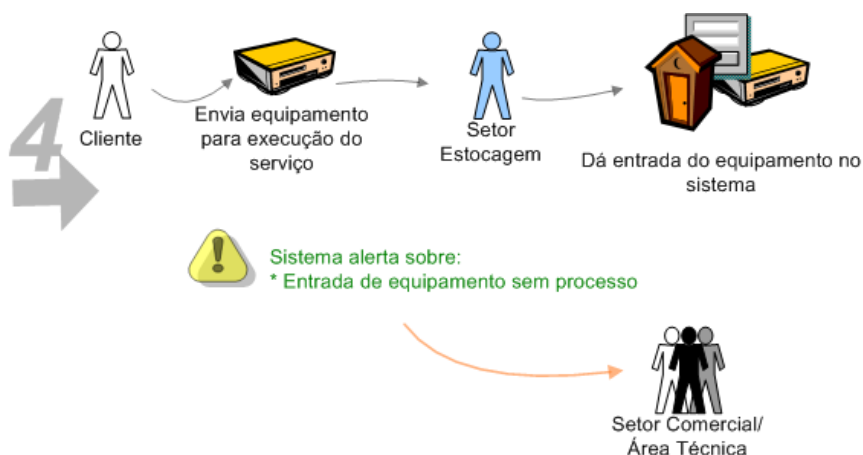 4
Cliente
Envia equipamento
para execução do
serviço
Setor
Estocagem
Dá entrada do equipamento no
sistema
Sistema alerta sobre:
* Entrada de equipamento sem processo
Setor Comercial/
Área Técnica